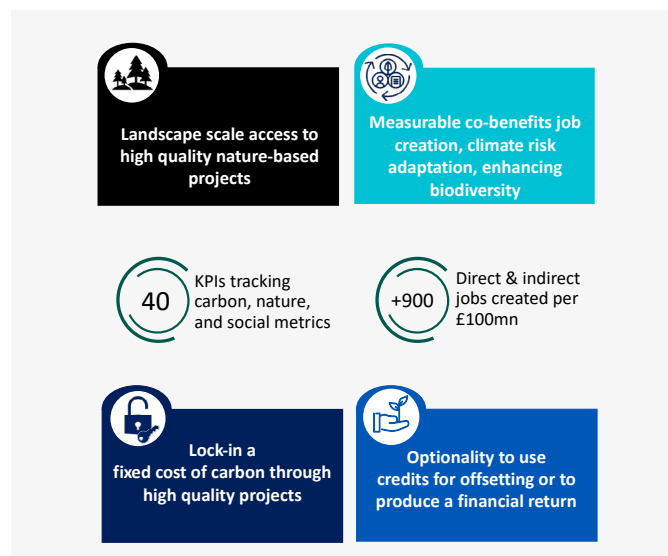 Landscape scale access to
high quality nature-based
projects
Measurable co-benefits job
creation, climate risk
adaptation, enhancing
biodiversity
40
KPIs tracking
carbon, nature,
and social metrics
+900
Direct & indirect
jobs created per
£100mn
Lock-in a
fixed cost of carbon through
high quality projects
Optionality to use
credits for offsetting or to
produce a financial return